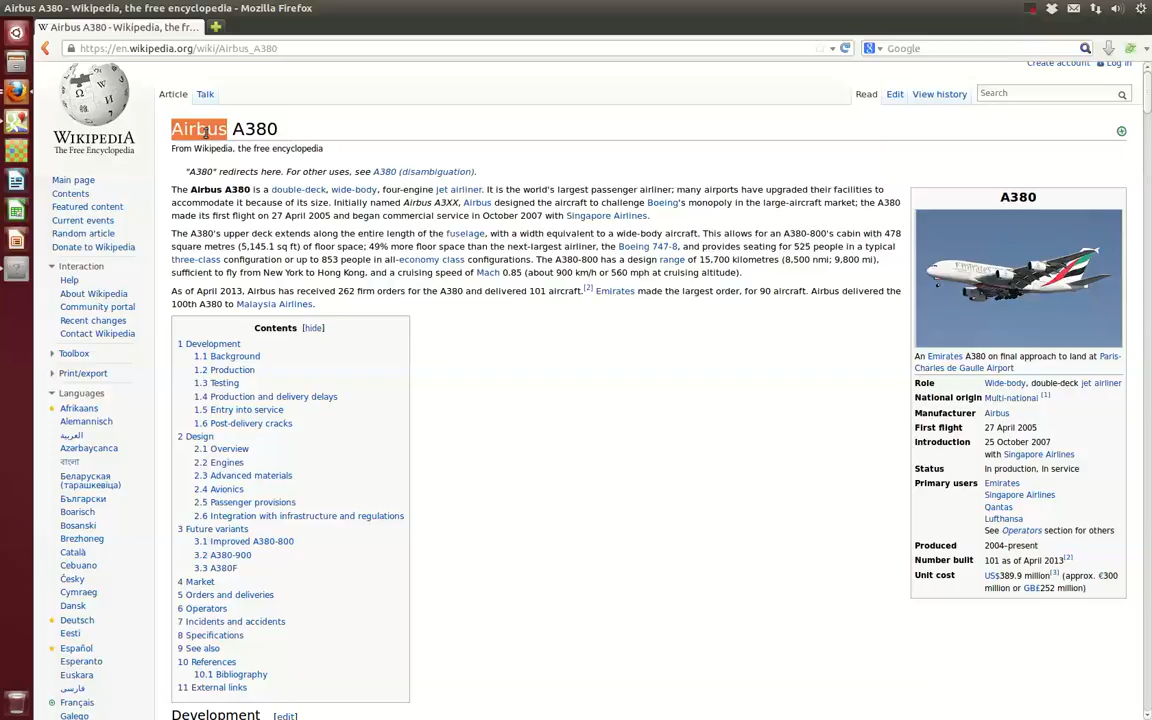 Airbus A380 - Wikipedia, the free encyclopedia - Mozilla Firefox
Airbus A380 - Wikipedia, the fr...
https://en.wikipedia.org/wiki/Airbus_A380
Google
Create account
Log in
Article
Talk
Read
Edit
View history
Search
WIKIPEDIA
The Free Encyclopedia
Main page
Contents
Featured content
Current events
Random article
Donate to Wikipedia
Interaction
Help
About Wikipedia
Community portal
Recent changes
Contact Wikipedia
Toolbox
Print/export
Languages
Afrikaans
Alemannisch
العربية
Azərbaycanca
বাংলা
Беларуская
(тарашкевіца)
Български
Boarisch
Bosanski
Brezhoneg
Català
Cebuano
Česky
Cymraeg
Dansk
Deutsch
Eesti
Español
Esperanto
Euskara
فارسی
Français
Galego
Airbus A380
From Wikipedia, the free encyclopedia
"A380" redirects here. For other uses, see A380 (disambiguation).
The Airbus A380 is a double-deck, wide-body, four-engine jet airliner. It is the world's largest passenger airliner; many airports have upgraded their facilities to
accommodate it because of its size. Initially named Airbus A3XX, Airbus designed the aircraft to challenge Boeing's monopoly in the large-aircraft market; the A380
made its first flight on 27 April 2005 and began commercial service in October 2007 with Singapore Airlines.
The A380's upper deck extends along the entire length of the fuselage, with a width equivalent to a wide-body aircraft. This allows for an A380-800's cabin with 478
square metres (5,145.1 sq ft) of floor space; 49% more floor space than the next-largest airliner, the Boeing 747-8, and provides seating for 525 people in a typical
three-class configuration or up to 853 people in all-economy class configurations. The A380-800 has a design range of 15,700 kilometres (8,500 nmi; 9,800 mi),
sufficient to fly from New York to Hong Kong, and a cruising speed of Mach 0.85 (about 900 km/h or 560 mph at cruising altitude).
As of April 2013, Airbus has received 262 firm orders for the A380 and delivered 101 aircraft.[2] Emirates made the largest order, for 90 aircraft. Airbus delivered the
100th A380 to Malaysia Airlines.
Contents [hide]
1 Development
1.1 Background
1.2 Production
1.3 Testing
1.4 Production and delivery delays
1.5 Entry into service
1.6 Post-delivery cracks
2 Design
2.1 Overview
2.2 Engines
2.3 Advanced materials
2.4 Avionics
2.5 Passenger provisions
2.6 Integration with infrastructure and regulations
3 Future variants
3.1 Improved A380-800
3.2 A380-900
3.3 A380F
4 Market
5 Orders and deliveries
6 Operators
7 Incidents and accidents
8 Specifications
9 See also
10 References
10.1 Bibliography
11 External links
Development [edit]
A380
Emirates
An Emirates A380 on final approach to land at Paris-
Charles de Gaulle Airport
Role Wide-body, double-deck jet airliner
National origin Multi-national [1]
Manufacturer Airbus
First flight 27 April 2005
Introduction 25 October 2007
with Singapore Airlines
Status In production, In service
Primary users Emirates
Singapore Airlines
Qantas
Lufthansa
See Operators section for others
Produced 2004–present
Number built 101 as of April 2013[2]
Unit cost US$389.9 million[3] (approx. €300
million or GB£252 million)